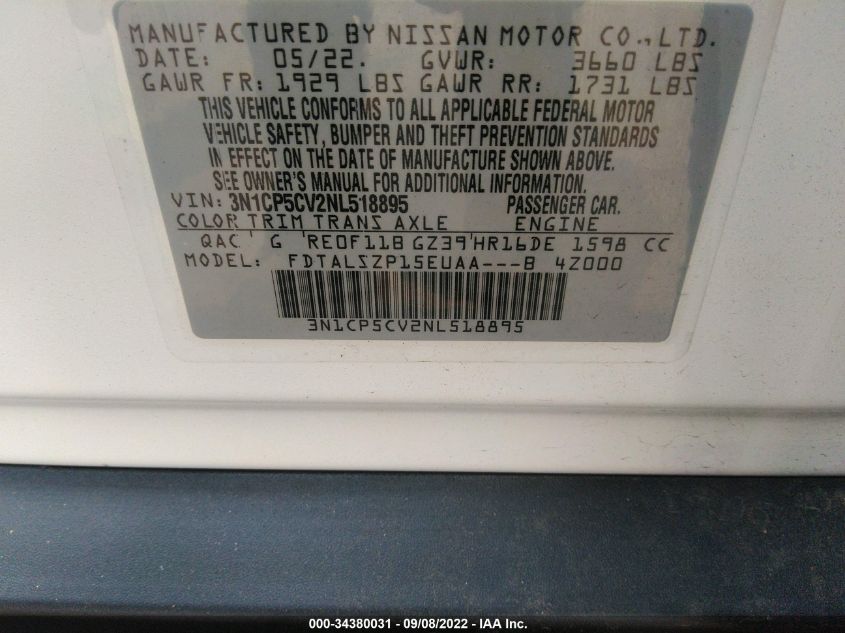 MANUFACTURED BY NISSAN MOTOR CO.,LTD.
DATE: 05/22. GVWR: 3660 LBS
GAWR FR: 1929 LBS GAWR RR: 1731 LBS
THIS VEHICLE CONFORMS TO ALL APPLICABLE FEDERAL MOTOR
VEHICLE SAFETY, BUMPER AND THEFT PREVENTION STANDARDS
IN EFFECT ON THE DATE OF MANUFACTURE SHOWN ABOVE.
SEE OWNER'S MANUAL FOR ADDITIONAL INFORMATION.
VIN: 3N1CP5CV2NL518895 PASSENGER CAR.
COLOR TRIM TRANS AXLE ENGINE
QAC G RE0F11B GZ39 HR16DE 1598 CC
MODEL: FDTALSZP15EUAA---B 4Z000
3N1CP5CV2NL518895
000-34380031 - 09/08/2022 - IAA Inc.